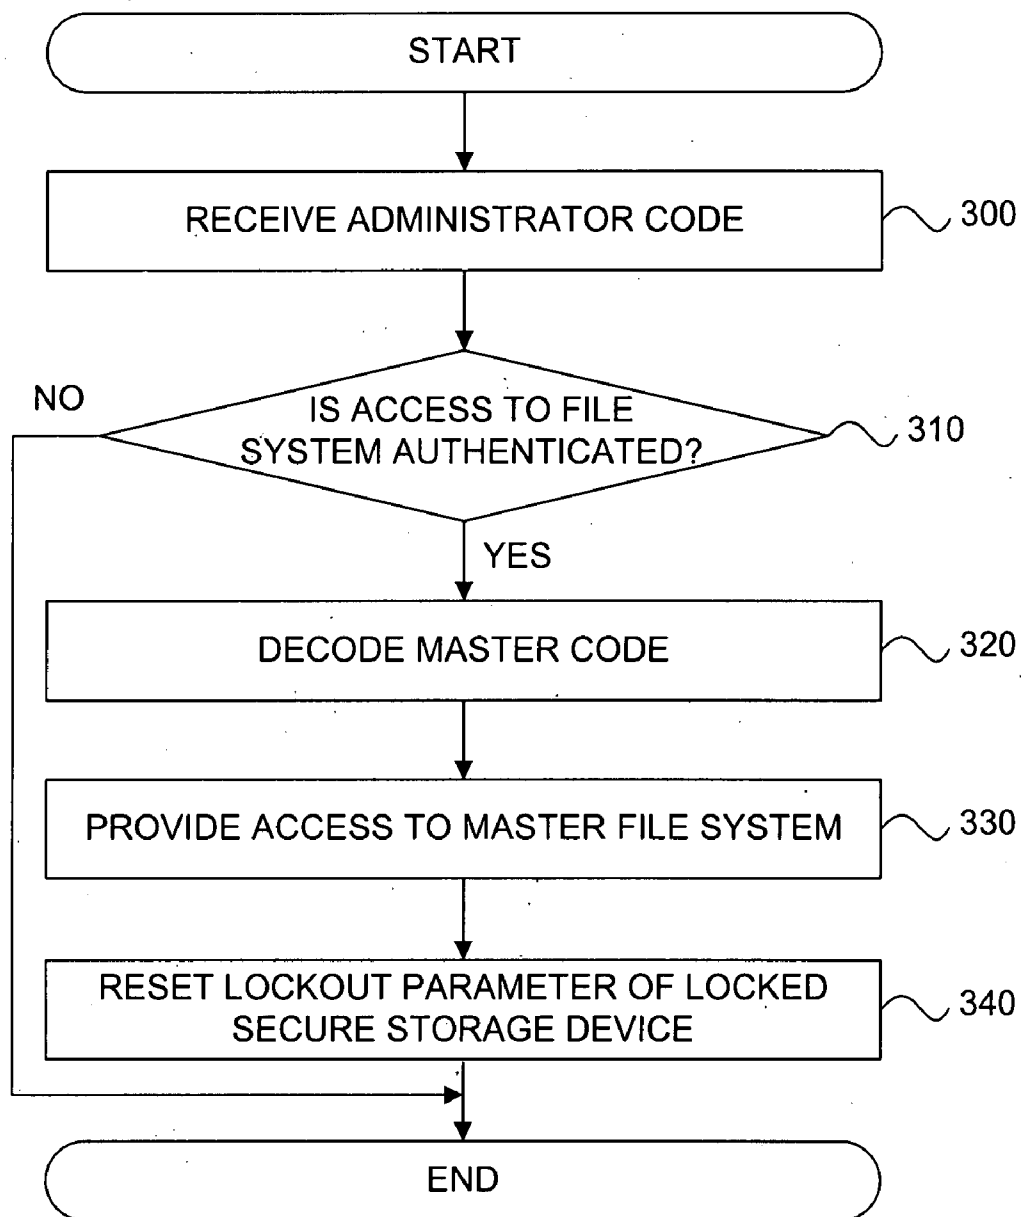 START
RECEIVE ADMINISTRATOR CODE
300
NO
IS ACCESS TO FILE
SYSTEM AUTHENTICATED?
310
YES
DECODE MASTER CODE
320
PROVIDE ACCESS TO MASTER FILE SYSTEM
330
RESET LOCKOUT PARAMETER OF LOCKED
SECURE STORAGE DEVICE
340
END